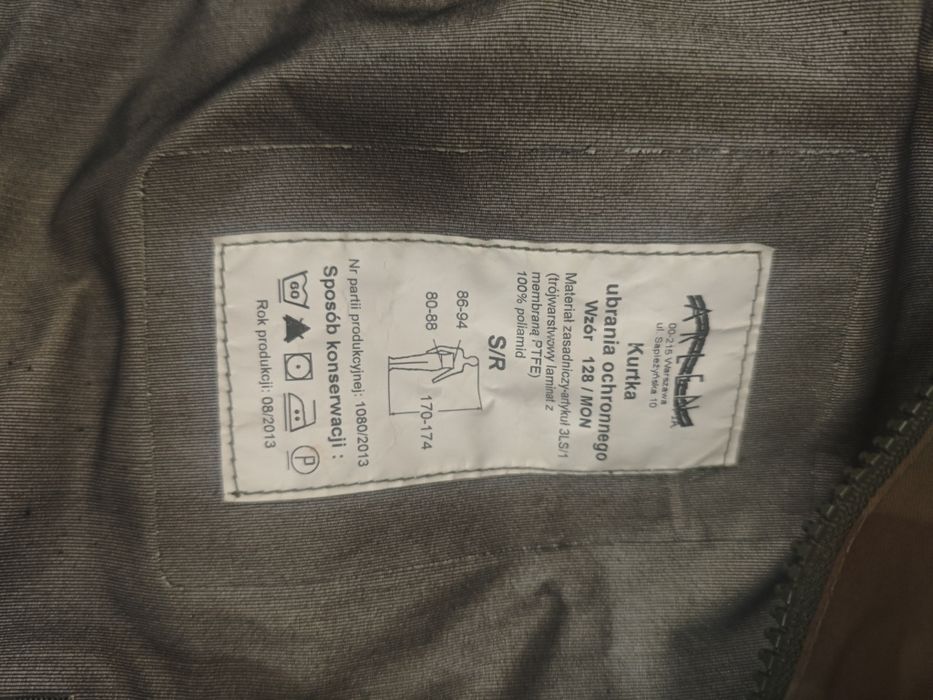 00-215 Warszawa
ul. Sapieżyńska 10
Kurtka
ubrania ochronnego
Wzór 128 / MON
Materiał zasadniczyartykuł 3LS/1
(trójwarstwowy laminat z
membraną PTFE)
100% poliamid
S/R
86-94
80-88
170-174
Nr partii produkcyjnej: 1080/2013
Sposób konserwacji :
60
P
Rok produkcji: 08/2013